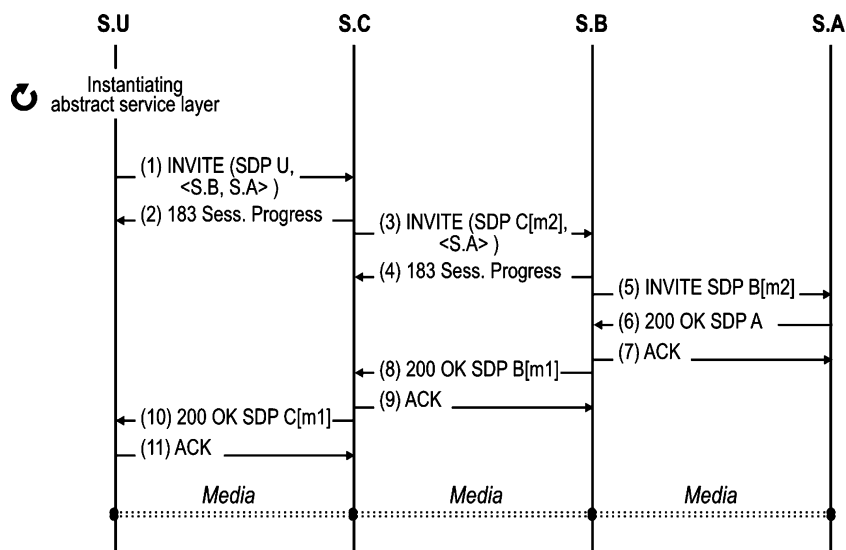 S.U S.C S.B S.A
Instantiating
abstract service layer
(1) INVITE (SDP U,
<S.B, S.A> )
(2) 183 Sess. Progress
(3) INVITE (SDP C[m2],
<S.A> )
(4) 183 Sess. Progress
(5) INVITE SDP B[m2]
(6) 200 OK SDP A
(7) ACK
(8) 200 OK SDP B[m1]
(9) ACK
(10) 200 OK SDP C[m1]
(11) ACK
Media Media Media